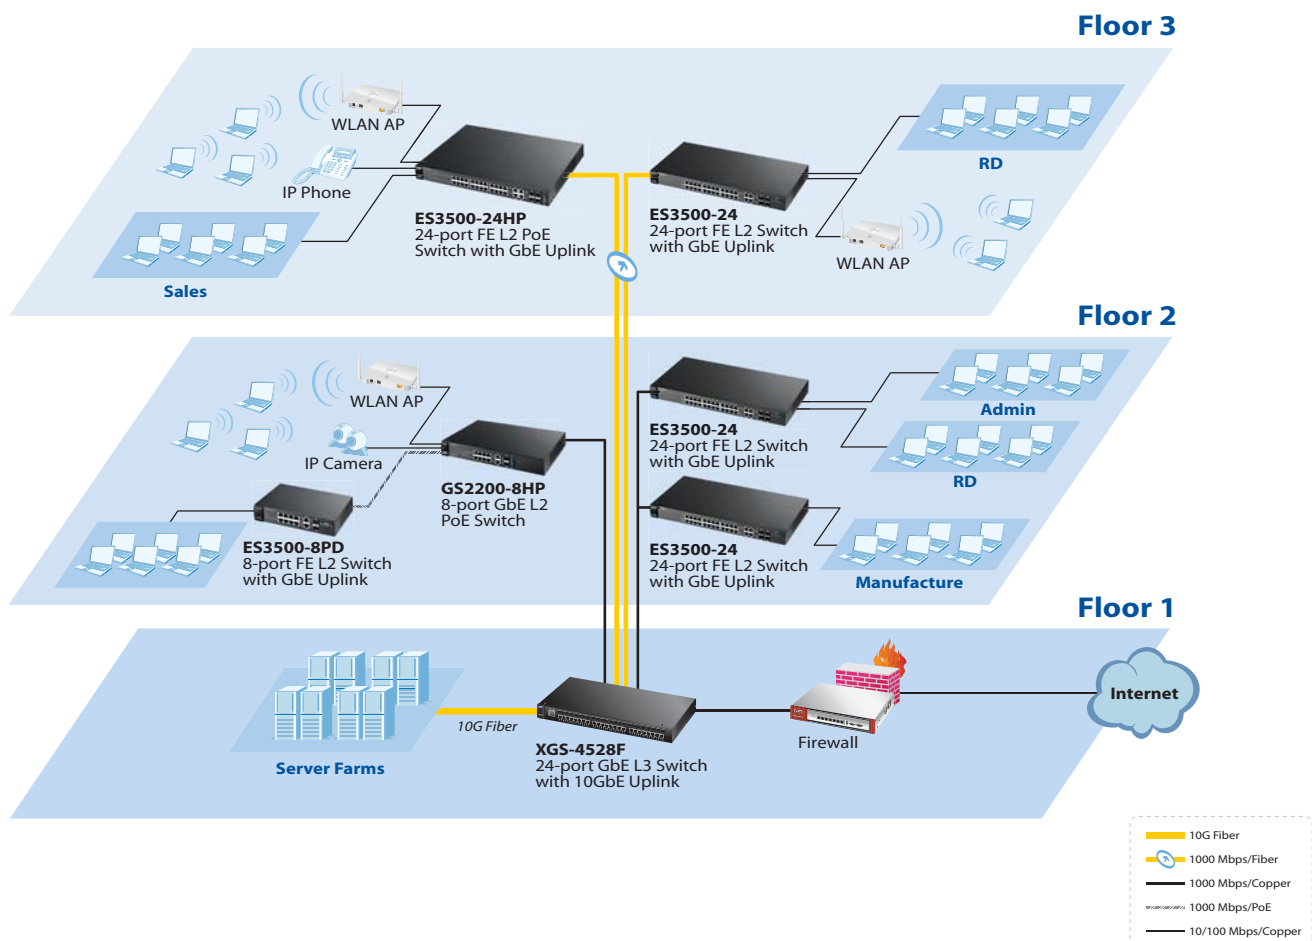 Floor 3
WLAN AP
IP Phone
ES3500-24HP
24-port FE L2 PoE
Switch with GbE Uplink
Sales
ES3500-24
24-port FE L2 Switch
with GbE Uplink
RD
WLAN AP
Floor 2
WLAN AP
IP Camera
GS2200-8HP
8-port GbE L2
PoE Switch
ES3500-8PD
8-port FE L2 Switch
with GbE Uplink
ES3500-24
24-port FE L2 Switch
with GbE Uplink
Admin
RD
ES3500-24
24-port FE L2 Switch
with GbE Uplink
Manufacture
Floor 1
Server Farms
10G Fiber
XGS-4528F
24-port GbE L3 Switch
with 10GbE Uplink
Firewall
Internet
10G Fiber
1000 Mbps/Fiber
1000 Mbps/Copper
1000 Mbps/PoE
10/100 Mbps/Copper